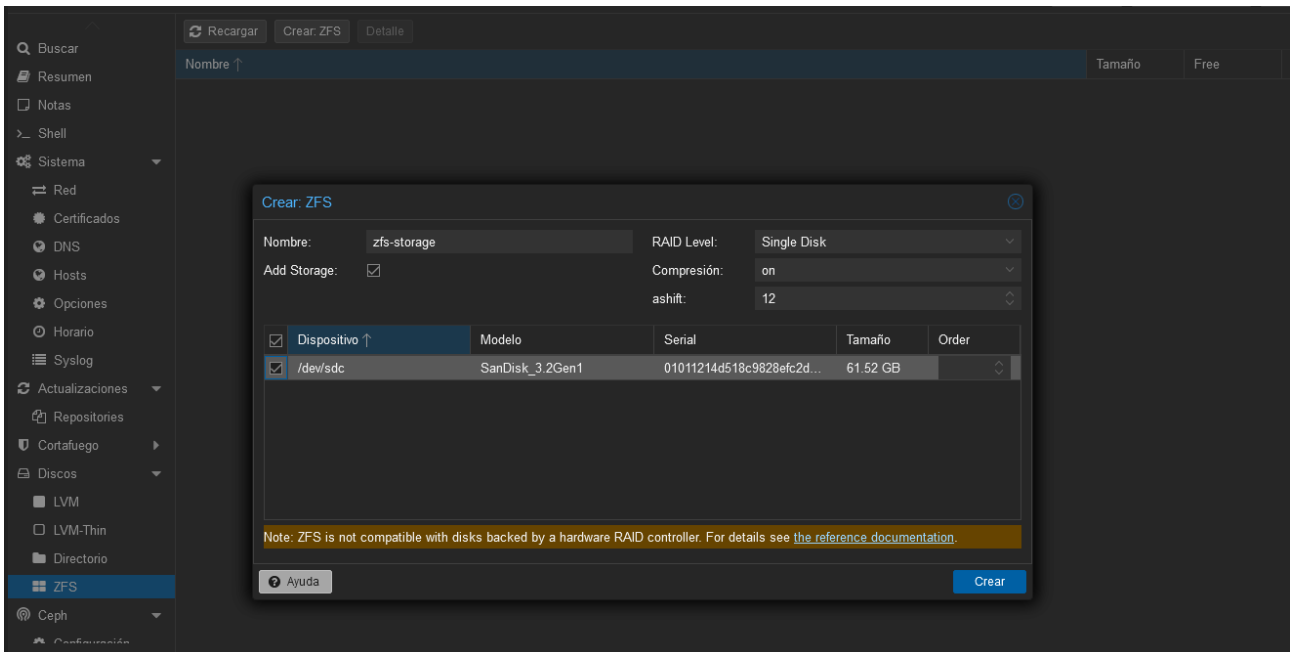 Recargar Crear: ZFS Detalle
Buscar
Nombre Tamaño Free
Resumen
Notas
Shell
Sistema
Red
Certificados
DNS
Hosts
Opciones
Horario
Syslog
Actualizaciones
Repositories
Cortafuego
Discos
LVM
LVM-Thin
Directorio
ZFS
Ceph
Configuración
Crear: ZFS
Nombre: zfs-storage RAID Level: Single Disk
Add Storage: Compresión: on
ashift: 12
Dispositivo Modelo Serial Tamaño Order
/dev/sdc SanDisk_3.2Gen1 01011214d518c9828efc2d... 61.52 GB
Note: ZFS is not compatible with disks backed by a hardware RAID controller. For details see the reference documentation.
Ayuda Crear